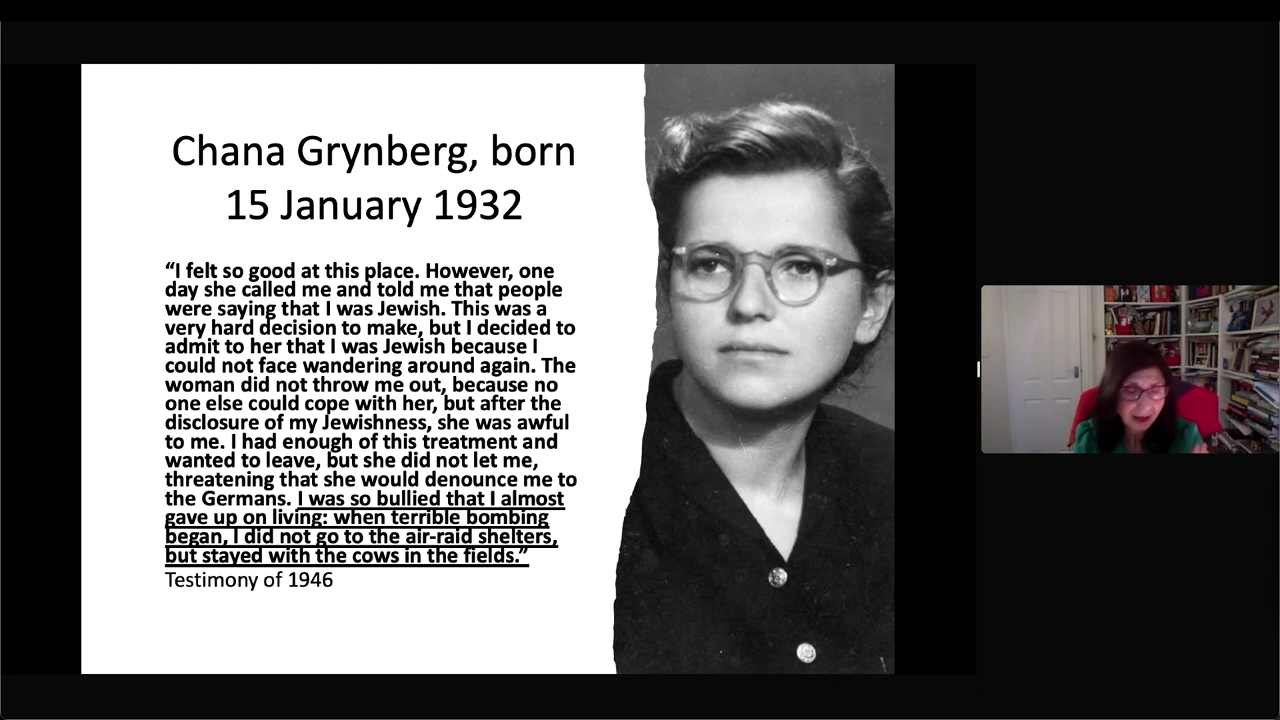 Chana Grynberg, born
15 January 1932
“I felt so good at this place. However, one
day she called me and told me that people
were saying that I was Jewish. This was a
very hard decision to make, but I decided to
admit to her that I was Jewish because I
could not face wandering around again. The
woman did not throw me out, because no
one else could cope with her, but after the
disclosure of my Jewishness, she was awful
to me. I had enough of this treatment and
wanted to leave, but she did not let me,
threatening that she would denounce me to
the Germans. I was so bullied that I almost
gave up on living: when terrible bombing
began, I did not go to the air-raid shelters,
but stayed with the cows in the fields.”
Testimony of 1946